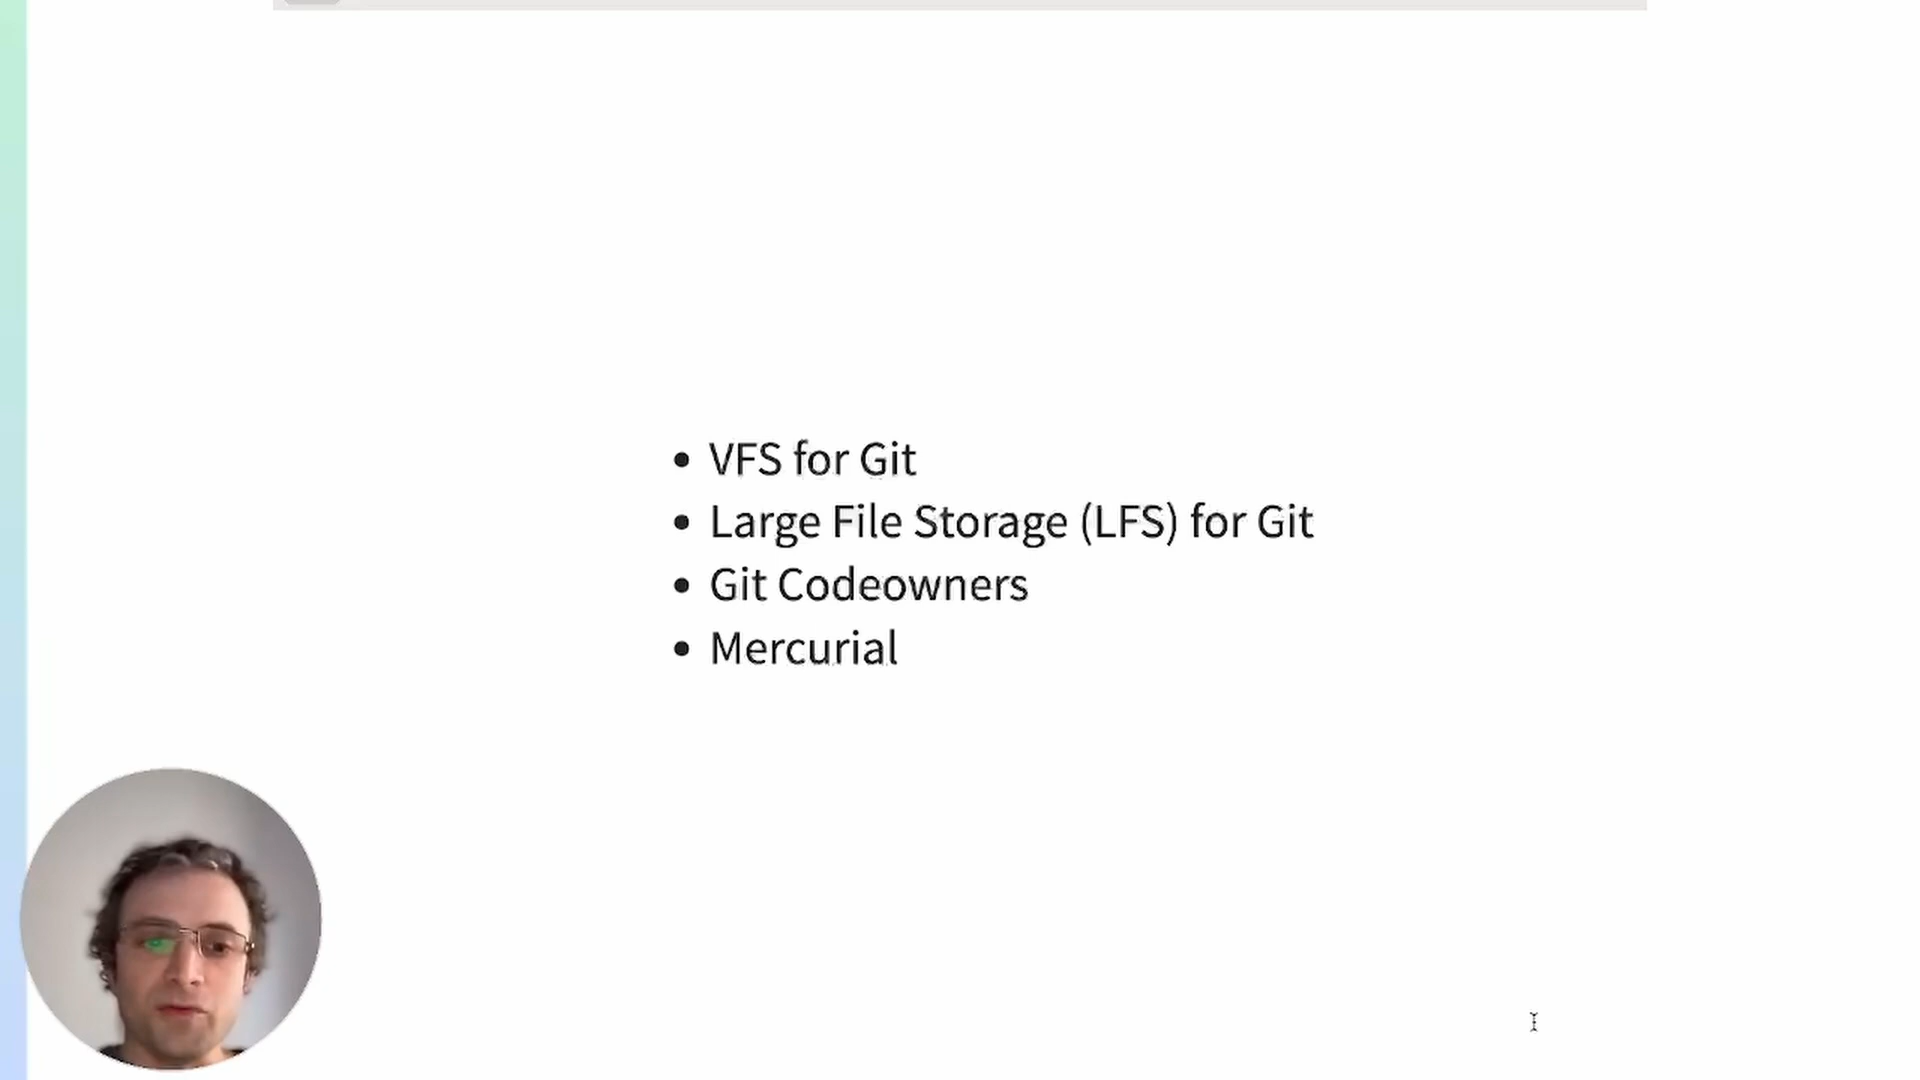 • VFS for Git
• Large File Storage (LFS) for Git
• Git Codeowners
• Mercurial